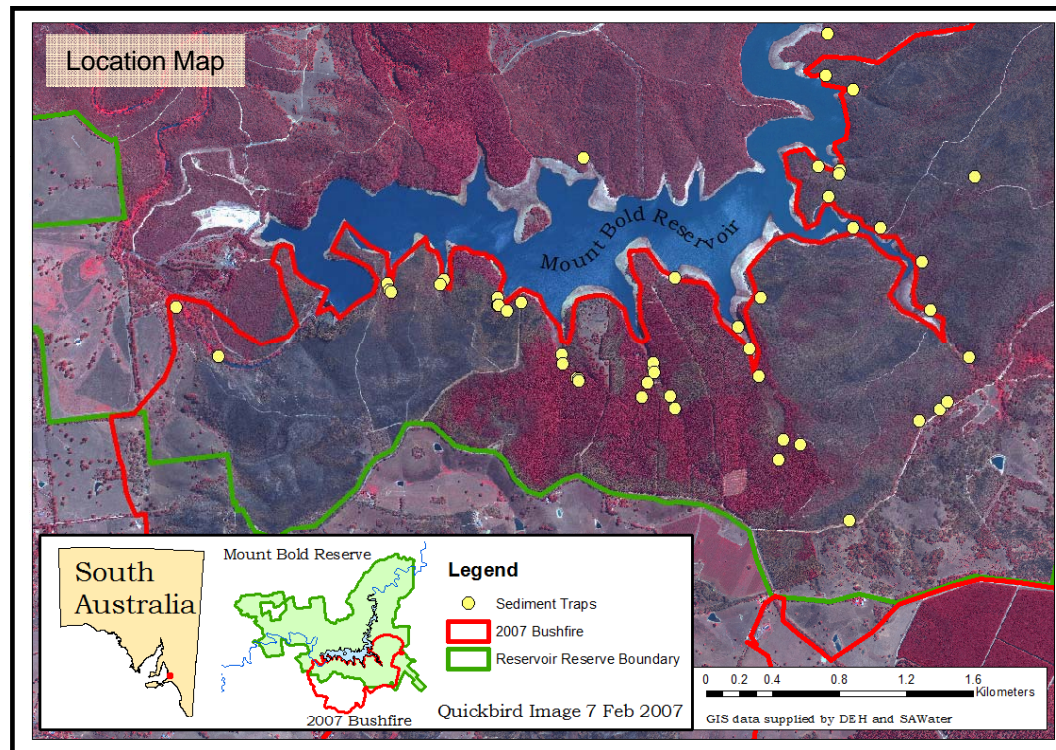 Location Map
Mount Bold Reservoir
South
Australia
Mount Bold Reserve
2007 Bushfire
Legend
Sediment Traps
2007 Bushfire
Reservoir Reserve Boundary
Quickbird Image 7 Feb 2007
0 0.2 0.4 0.8 1.2 1.6
Kilometers
GIS data supplied by DEH and SAWater